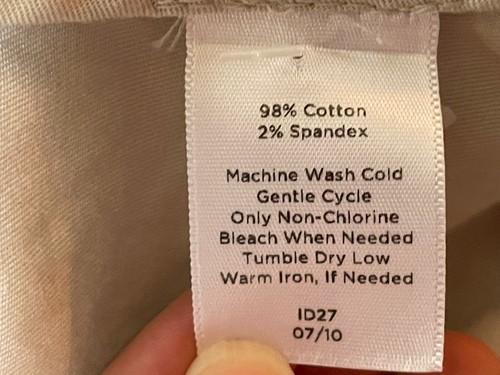 98% Cotton
2% Spandex
Machine Wash Cold
Gentle Cycle
Only Non-Chlorine
Bleach When Needed
Tumble Dry Low
Warm Iron, If Needed
ID27
07/10